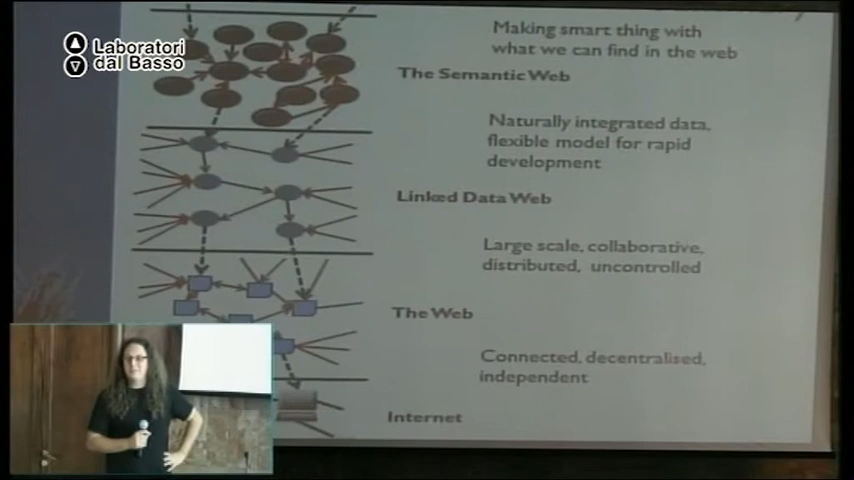 Laboratori
dal Basso
Making smart thing with
what we can find in the web
The Semantic Web
Naturally integrated data,
flexible model for rapid
development
Linked Data Web
Large scale, collaborative,
distributed, uncontrolled
The Web
Connected, decentralised,
independent
Internet